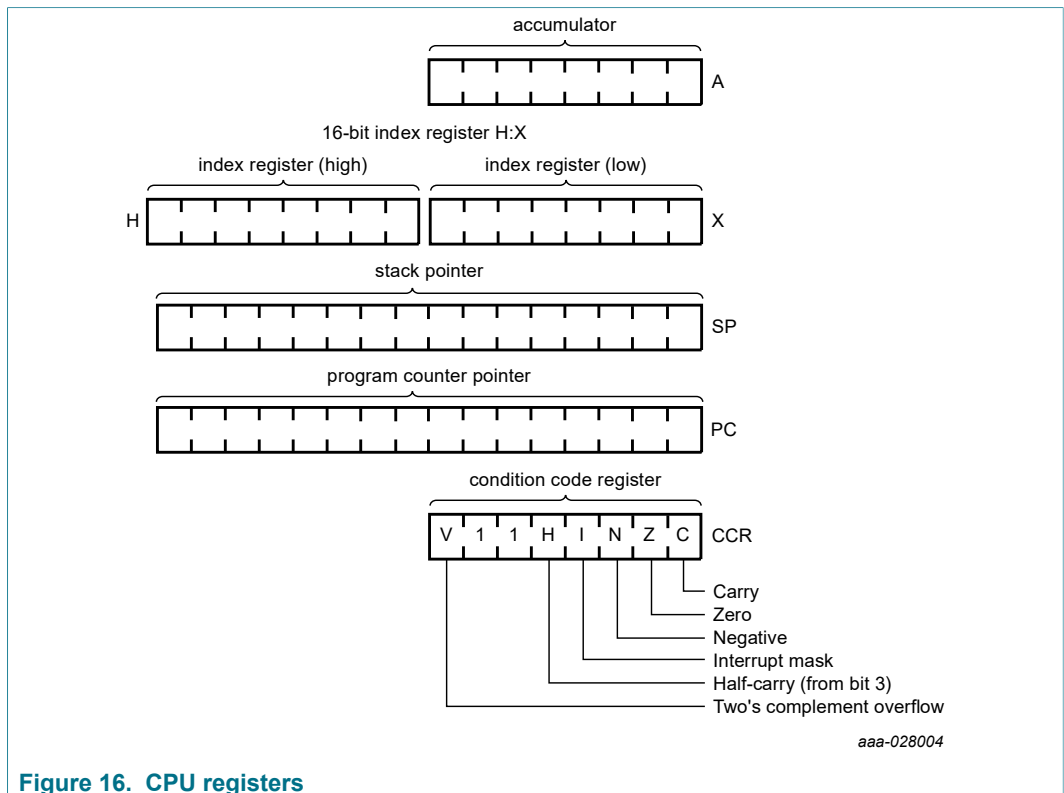 accumulator
A
16-bit index register H:X
index register (high)
index register (low)
H
X
stack pointer
SP
program counter pointer
PC
condition code register
V 1 1 H I N Z C
CCR
Carry
Zero
Negative
Interrupt mask
Half-carry (from bit 3)
Two's complement overflow
aaa-028004
Figure 16. CPU registers